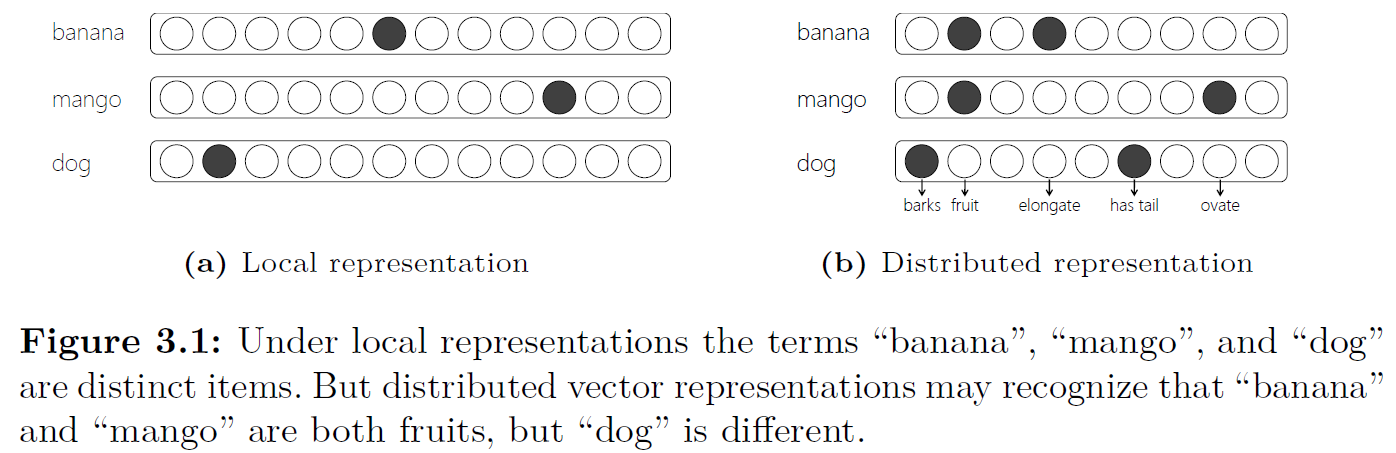 banana
mango
dog
(a) Local representation
banana
mango
dog
barks fruit elongate has tail ovate
(b) Distributed representation
Figure 3.1: Under local representations the terms “banana”, “mango”, and “dog”
are distinct items. But distributed vector representations may recognize that “banana”
and “mango” are both fruits, but “dog” is different.